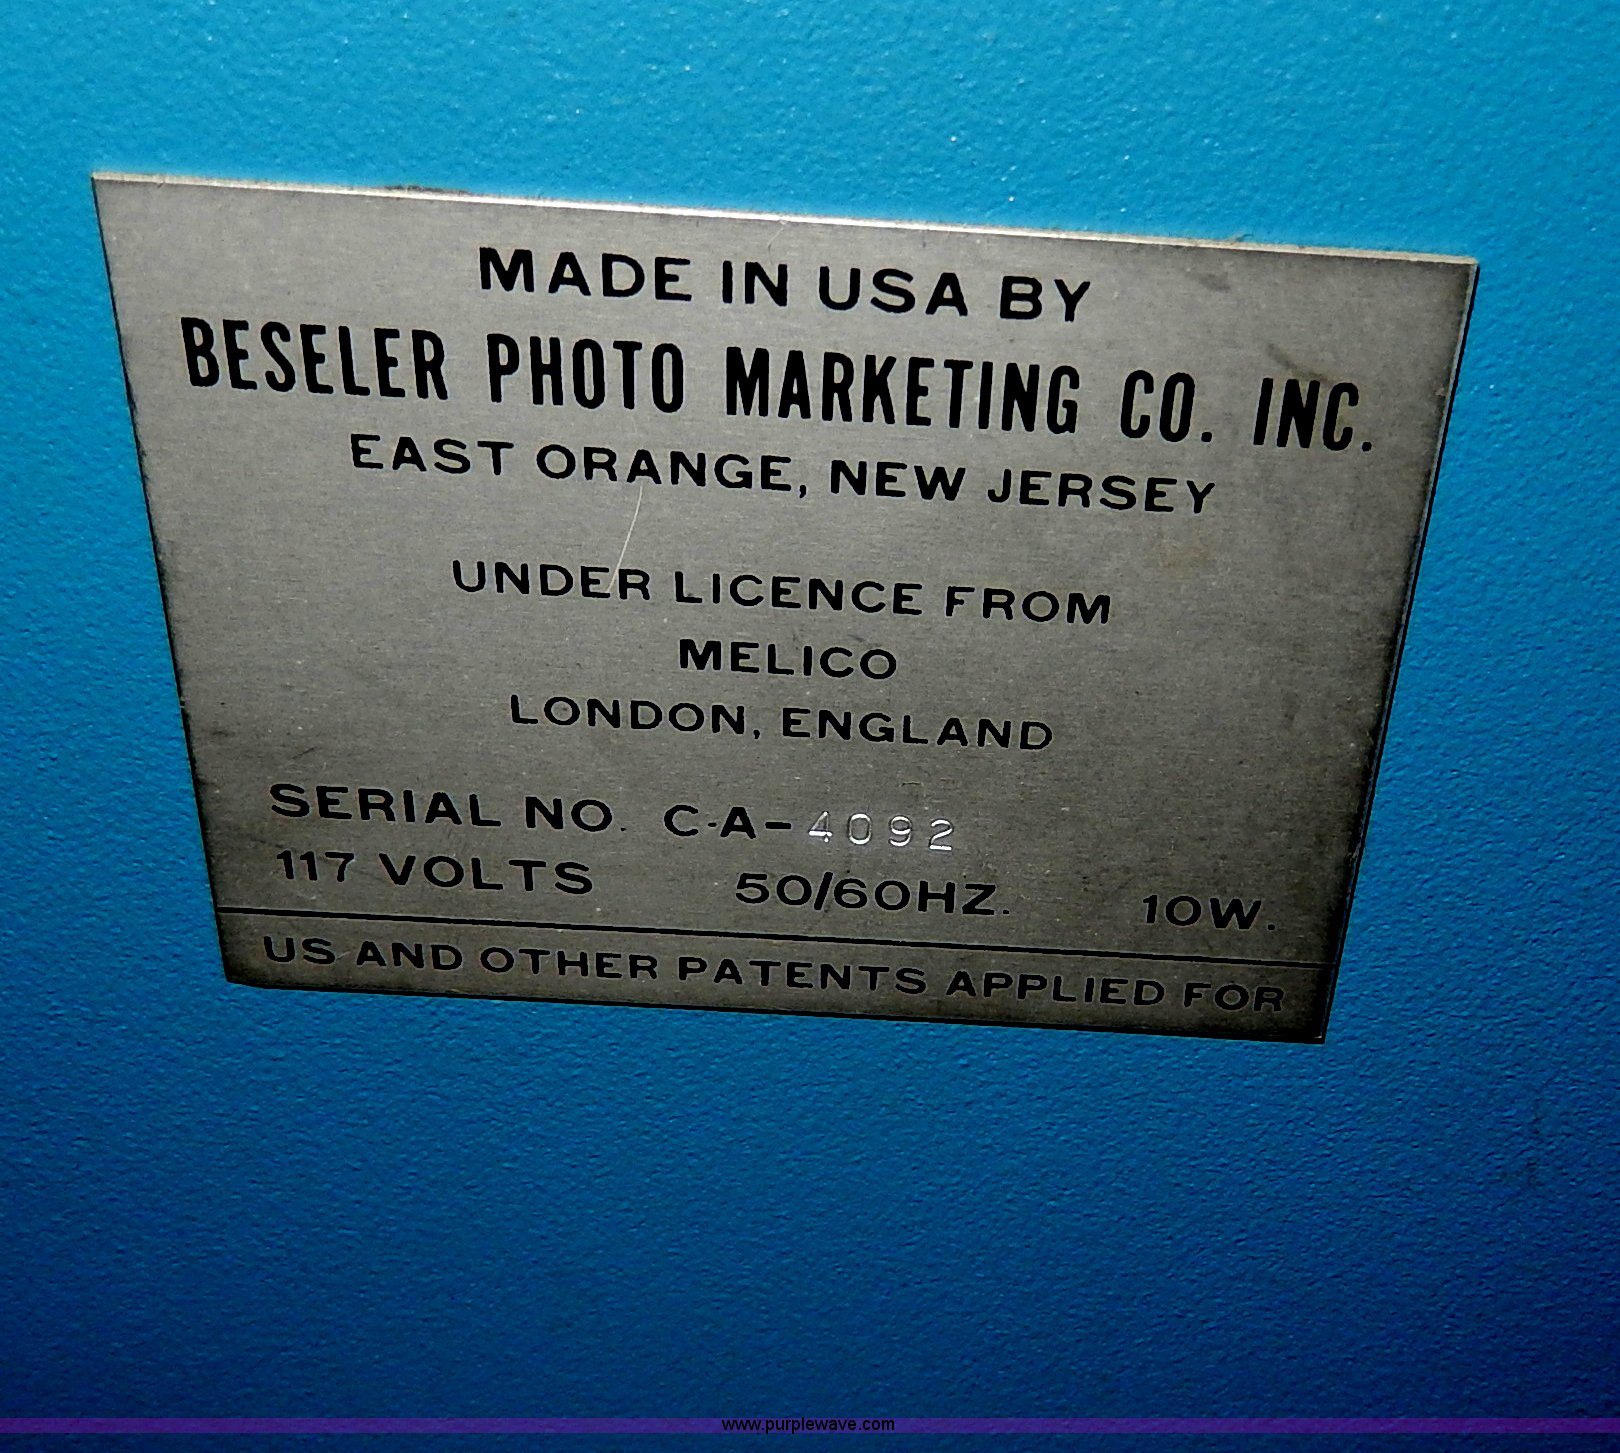 MADE IN USA BY
BESELER PHOTO MARKETING CO. INC.
EAST ORANGE, NEW JERSEY
UNDER LICENCE FROM
MELICO
LONDON, ENGLAND
SERIAL NO. C-A-4092
117 VOLTS 50/60HZ. 10W.
US AND OTHER PATENTS APPLIED FOR
www.purplewave.com